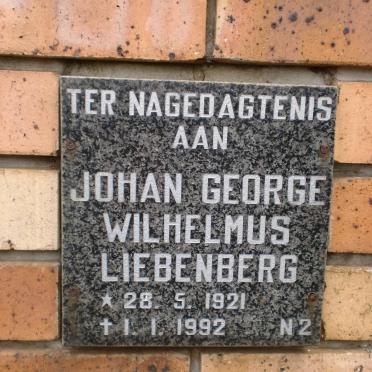 TER NAGEDAGTENIS
AAN
JOHAN GEORGE
WILHELMUS
LIEBENBERG
★ 28. 5. 1921
✝ 1. 1. 1992 N2